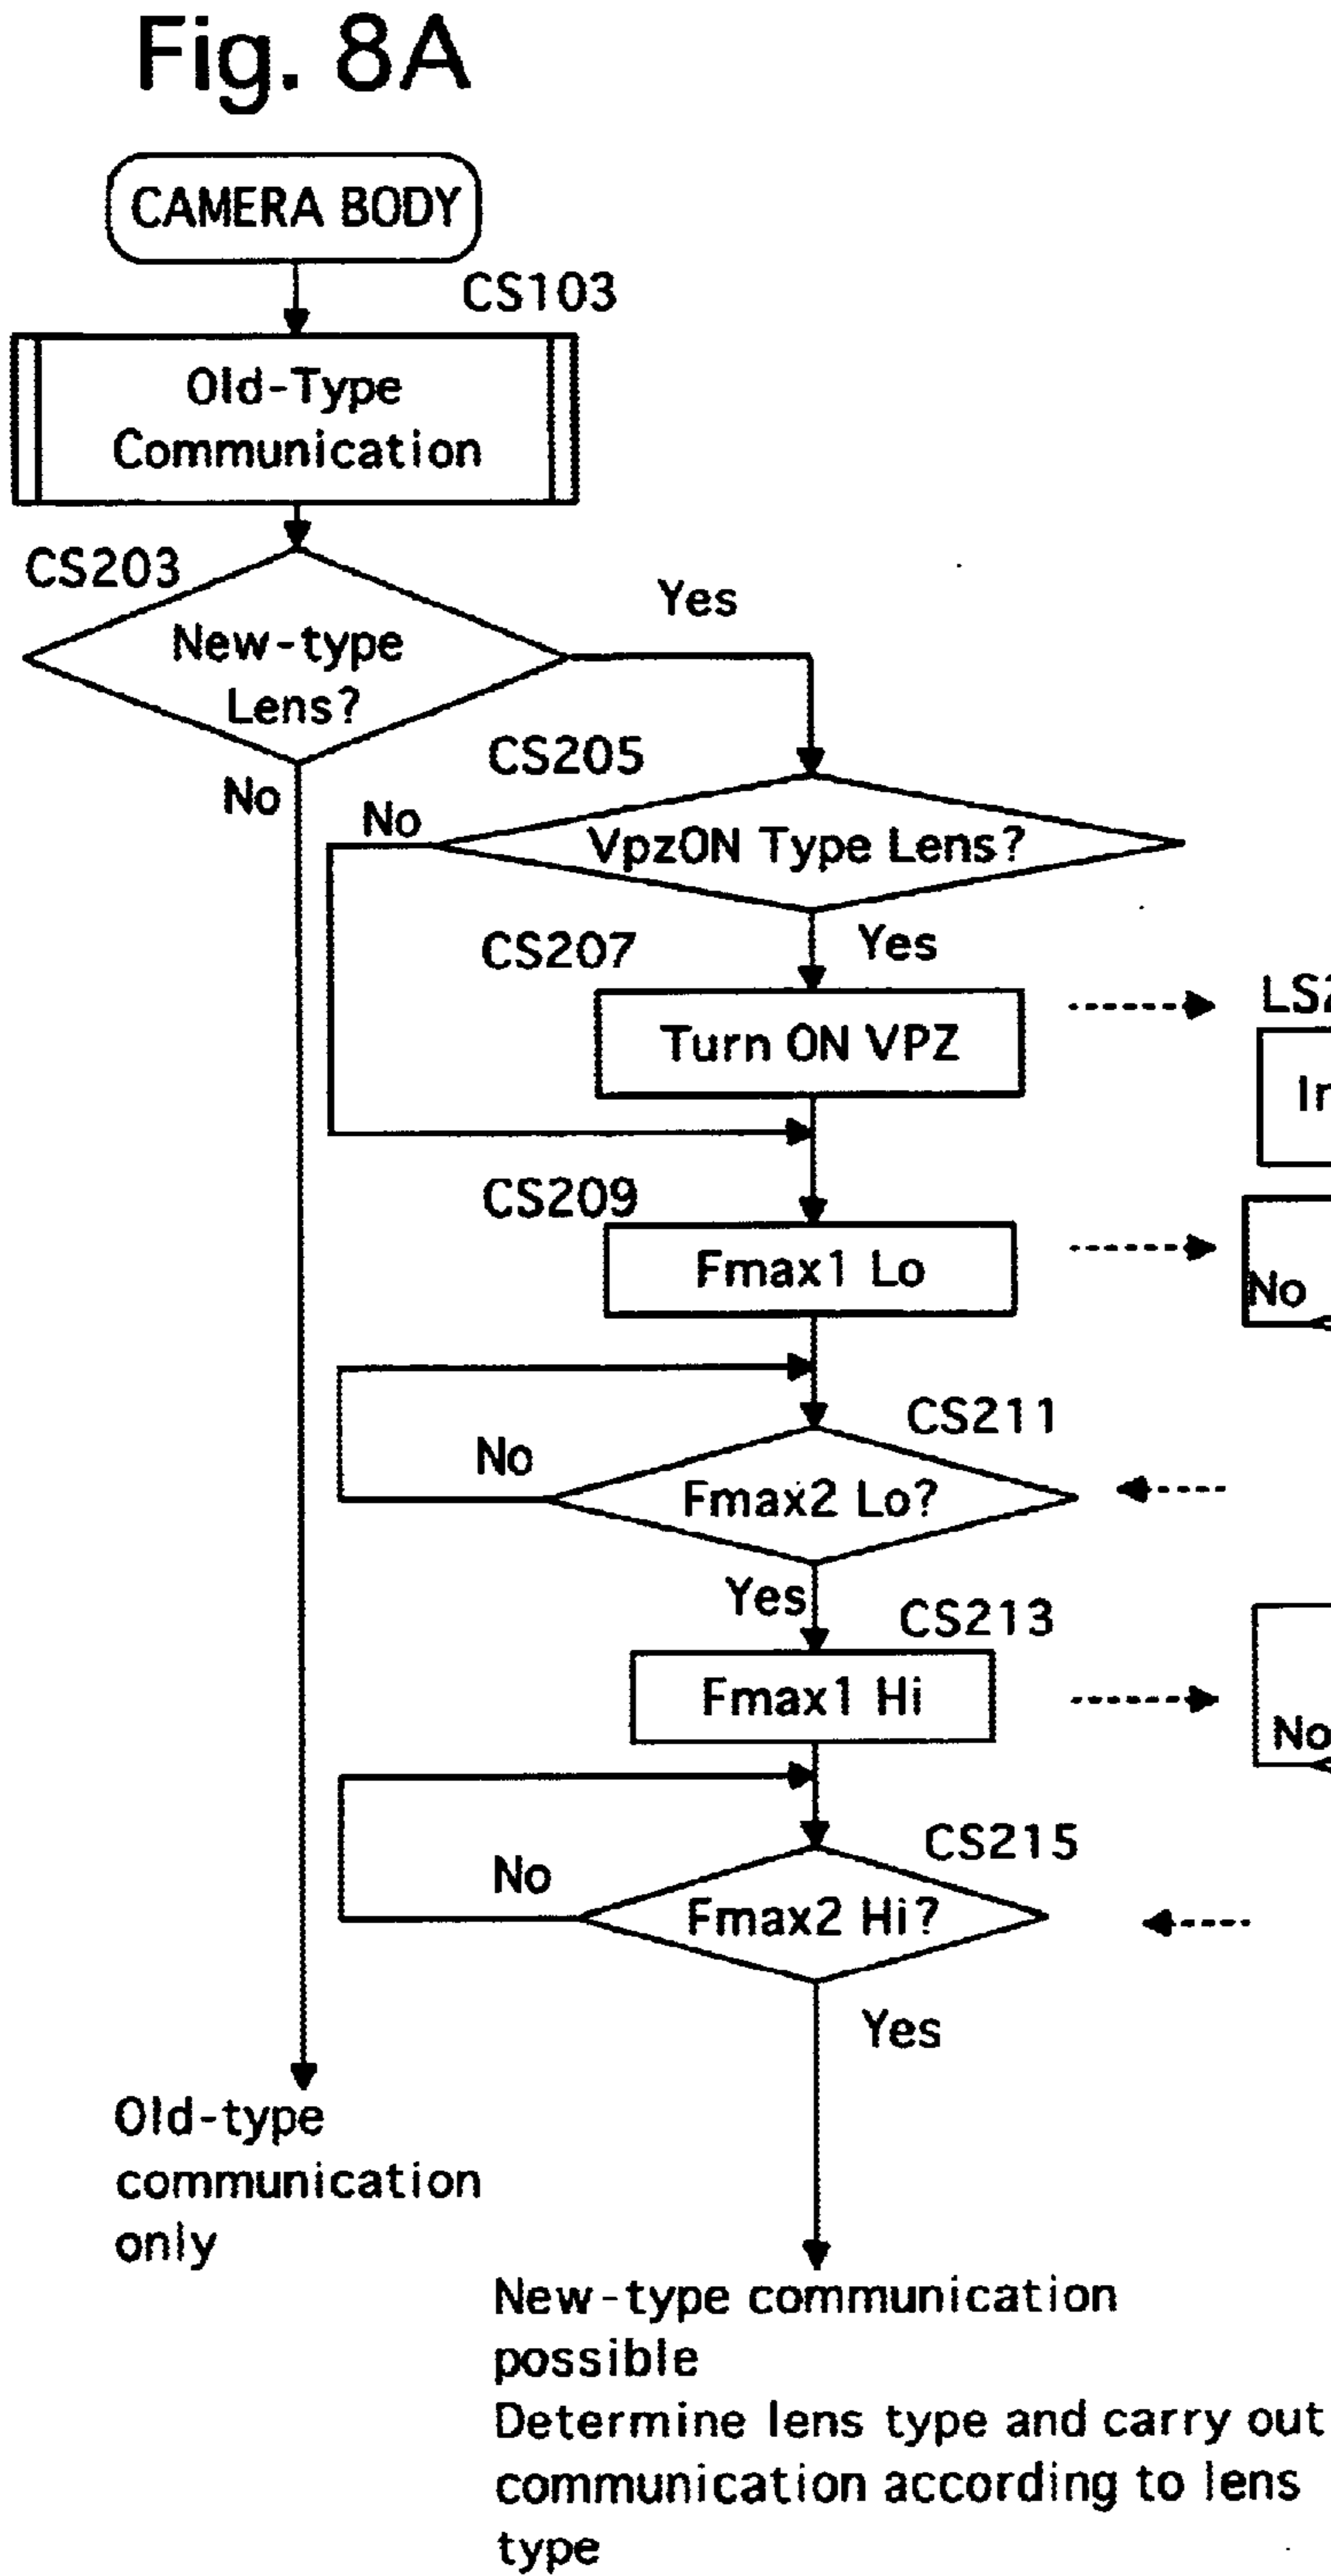 Fig. 8A
CAMERA BODY
CS103
Old-Type
Communication
CS203
Yes
New-type
Lens?
No
CS205
No
VpzON Type Lens?
CS207
Yes
Turn ON VPZ
CS209
Fmax1 Lo
No
CS211
No
Fmax2 Lo?
Yes
CS213
Fmax1 Hi
No
CS215
No
Fmax2 Hi?
Yes
Old-type
communication
only
New-type communication
possible
Determine lens type and carry out
communication according to lens
type